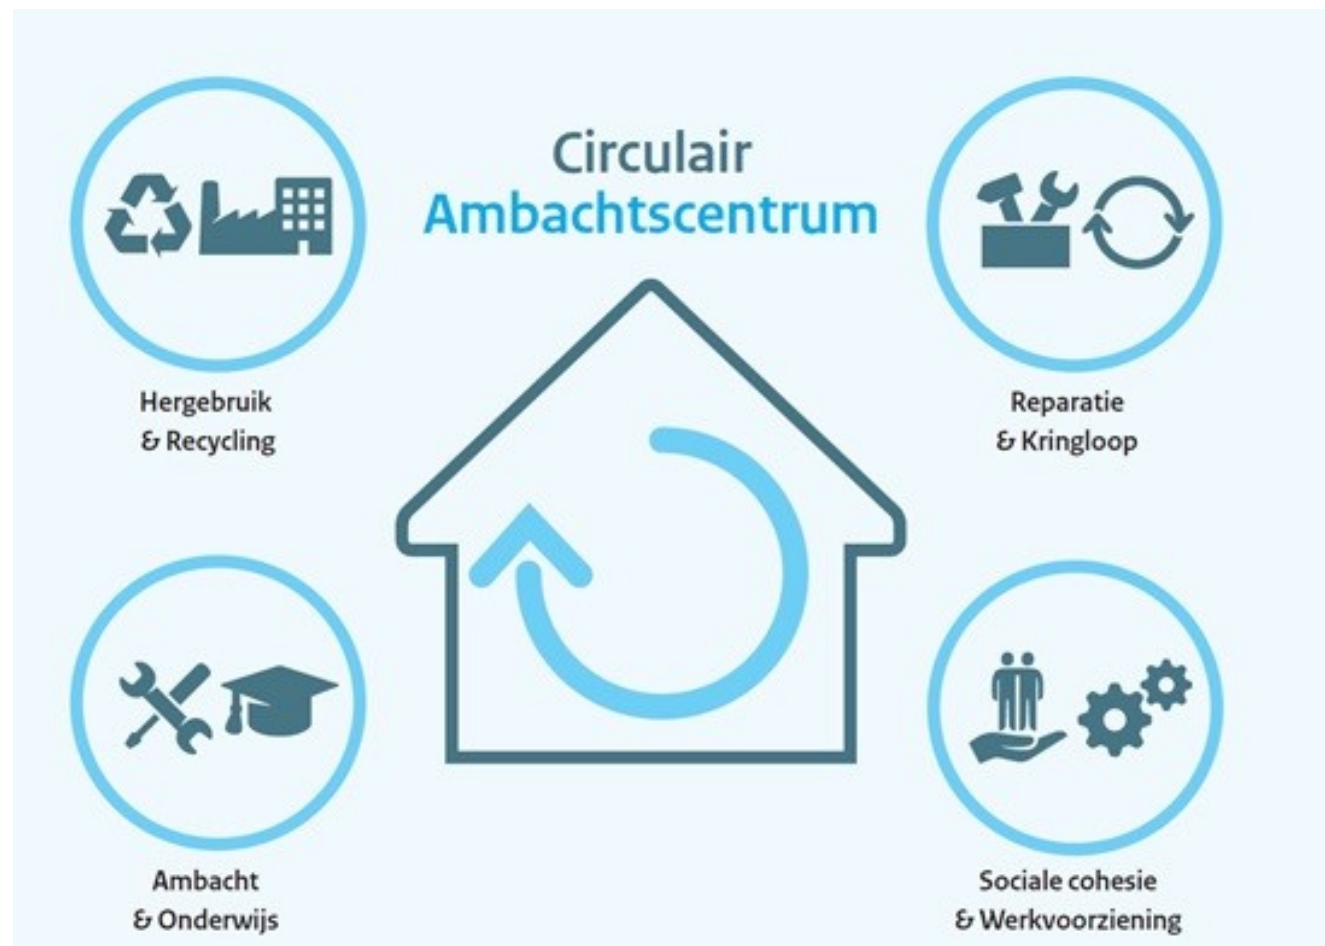 Circulair
Ambachtscentrum
Hergebruik
& Recycling
Reparatie
& Kringloop
Ambacht
& Onderwijs
Sociale cohesie
& Werkvoorziening